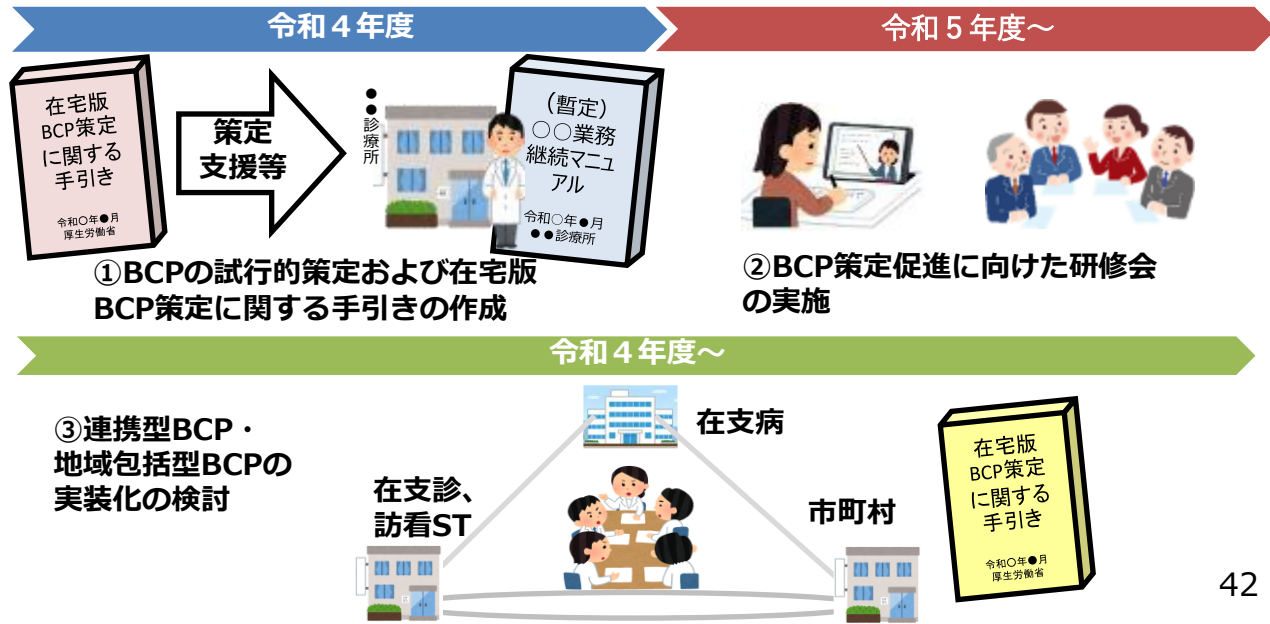 令和４年度
令和５年度～
在宅版
BCP策定
に関する
手引き
令和〇年●月
厚生労働省
策定
支援等
●●診療所
（暫定）
〇〇業務
継続マニュ
アル
令和○年●月
●●診療所
①BCPの試行的策定および在宅版
BCP策定に関する手引きの作成
②BCP策定促進に向けた研修会
の実施
令和４年度～
③連携型BCP・
地域包括型BCPの
実装化の検討
在支病
在支診、
訪看ST
市町村
在宅版
BCP策定
に関する
手引き
令和〇年●月
厚生労働省
42